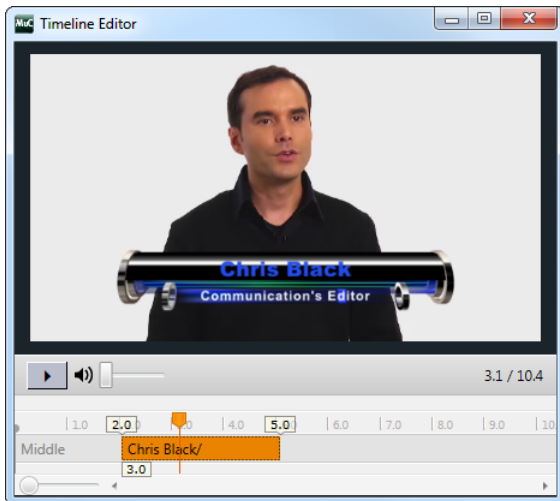 MuC Timeline Editor
Chris Black
Communication's Editor
3.1 / 10.4
1.0 2.0 4.0 5.0 6.0 7.0 8.0 9.0
Middle Chris Black/
3.0